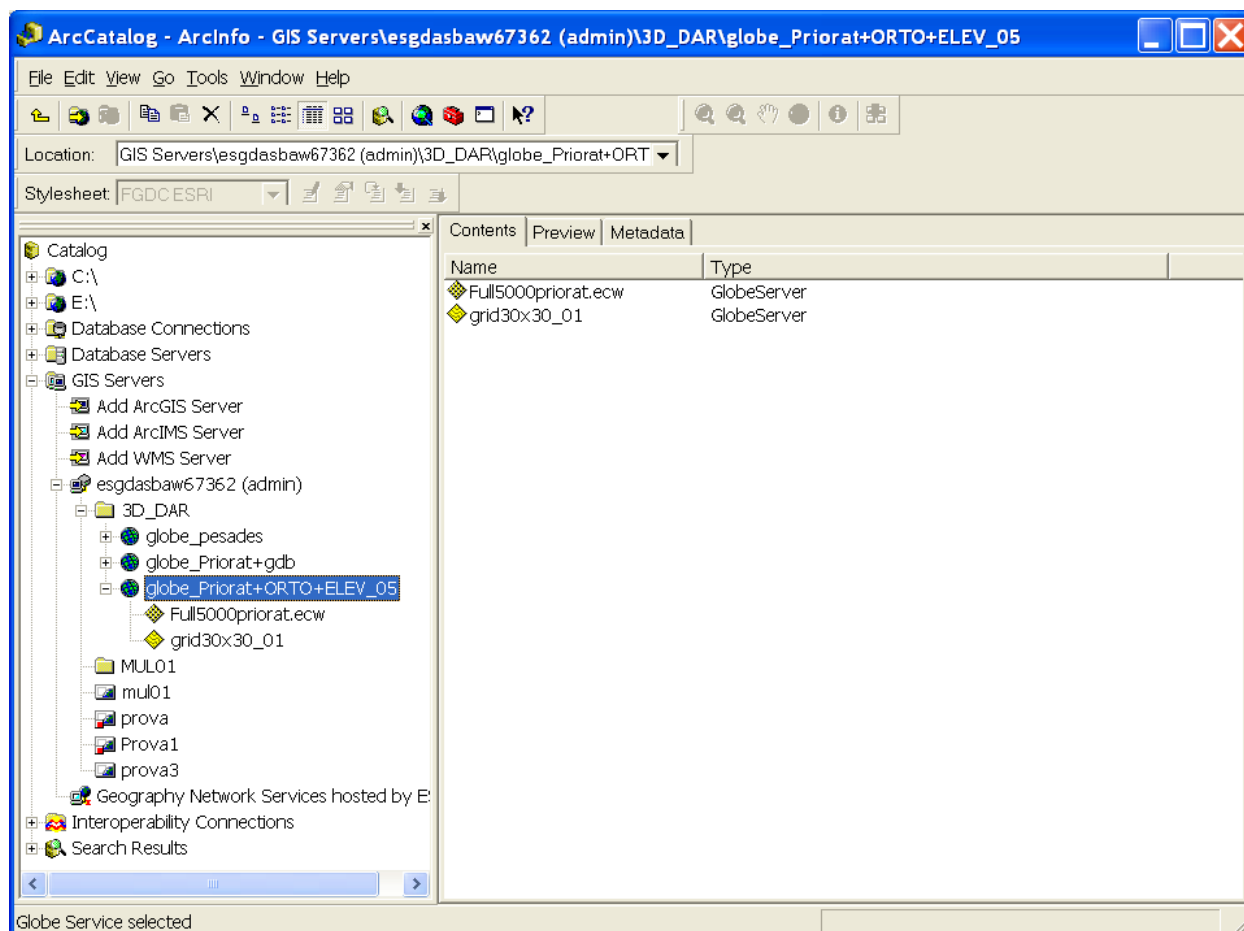 ArcCatalog - ArcInfo - GIS Servers\esgdasbaw67362 (admin)\3D_DAR\globe_Priorat+ORTO+ELEV_05
File Edit View Go Tools Window Help
Location: GIS Servers\esgdasbaw67362 (admin)\3D_DAR\globe_Priorat+ORT
Stylesheet: FGDC ESRI
Contents Preview Metadata
Name Type
Full5000priorat.ecw GlobeServer
grid30x30_01 GlobeServer
Catalog
C:\
E:\
Database Connections
Database Servers
GIS Servers
Add ArcGIS Server
Add ArcIMS Server
Add WMS Server
esgdasbaw67362 (admin)
3D_DAR
globe_pesades
globe_Priorat+gdb
globe_Priorat+ORTO+ELEV_05
Full5000priorat.ecw
grid30x30_01
MUL01
mul01
prova
Prova1
prova3
Geography Network Services hosted by E
Interoperability Connections
Search Results
Globe Service selected